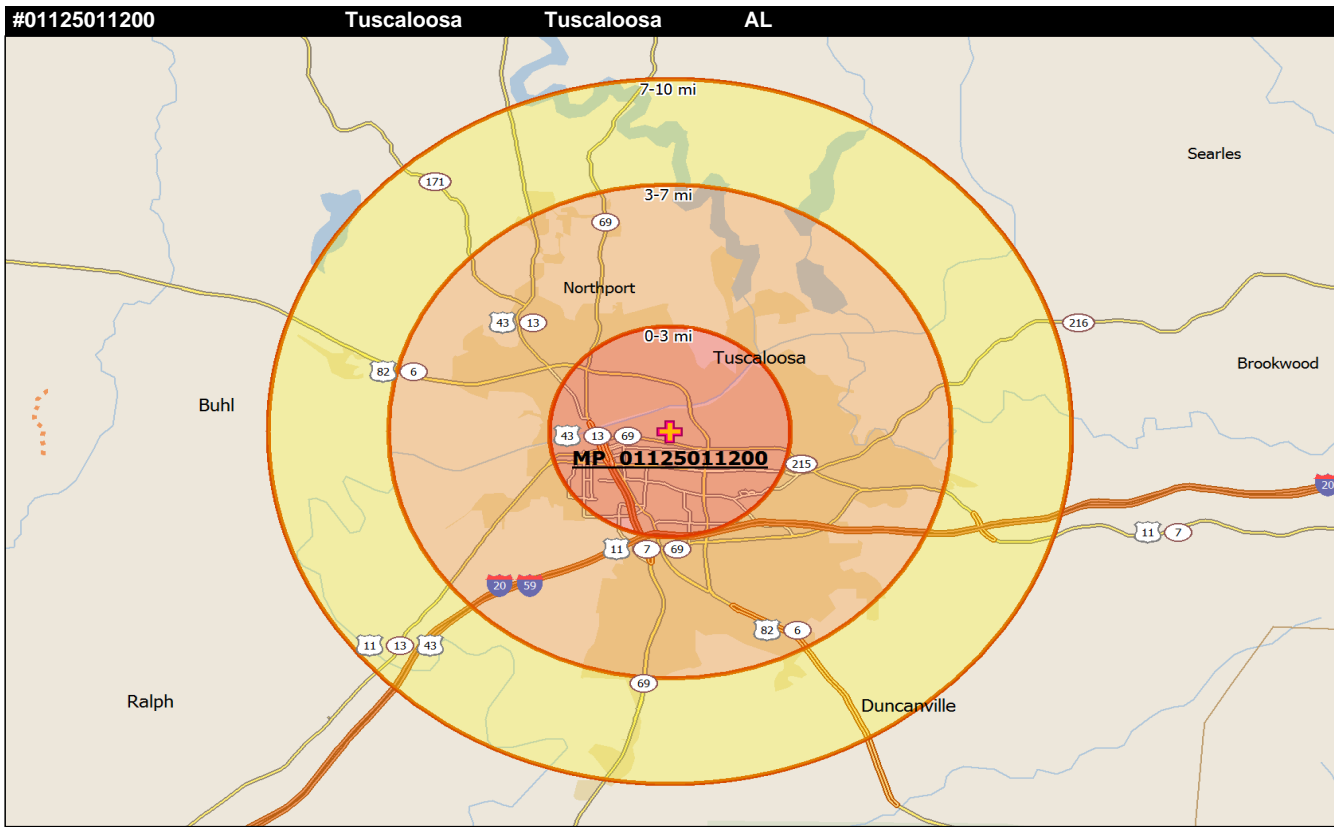 #01125011200 Tuscaloosa Tuscaloosa AL
7-10 mi
Searles
171
3-7 mi
69
Northport
43 13
216
0-3 mi
Tuscaloosa
Brookwood
82 6
Buhl
43 13 69
MP 01125011200
215
20
11 7
11 7 69
20 59
82 6
11 13 43
69
Ralph
Duncanville